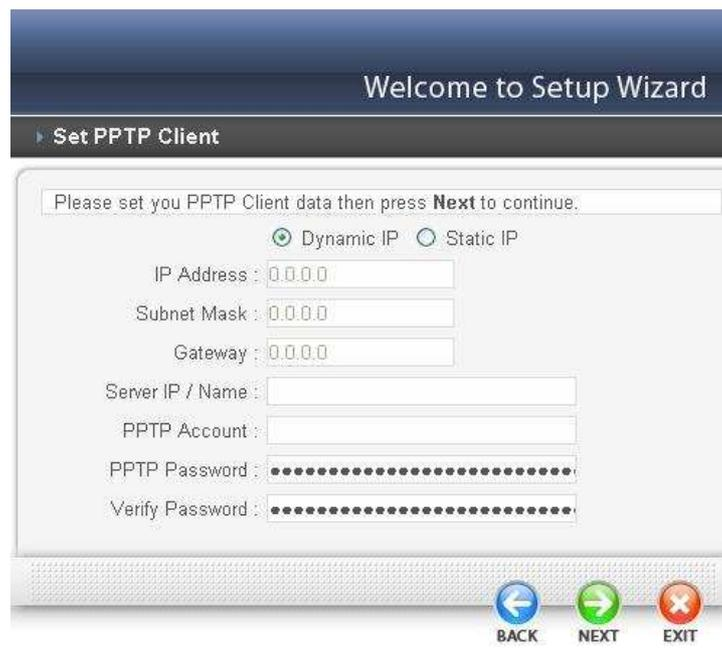 Welcome to Setup Wizard
Set PPTP Client
Please set you PPTP Client data then press Next to continue.
Dynamic IP Static IP
IP Address : 0.0.0.0
Subnet Mask : 0.0.0.0
Gateway : 0.0.0.0
Server IP / Name :
PPTP Account :
PPTP Password : ●●●●●●●●●●●●●●●●●●●●●●●●●●●
Verify Password : ●●●●●●●●●●●●●●●●●●●●●●●●●●●
BACK NEXT EXIT